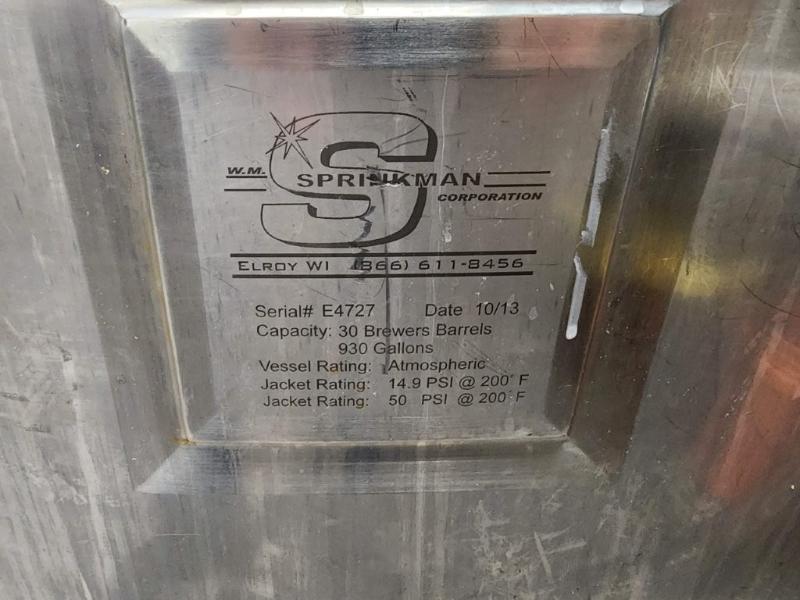 S
W.M. SPRINKMAN
CORPORATION
ELROY WI (866) 611-8456
Serial# E4727 Date 10/13
Capacity: 30 Brewers Barrels
930 Gallons
Vessel Rating: Atmospheric
Jacket Rating: 14.9 PSI @ 200° F
Jacket Rating: 50 PSI @ 200° F